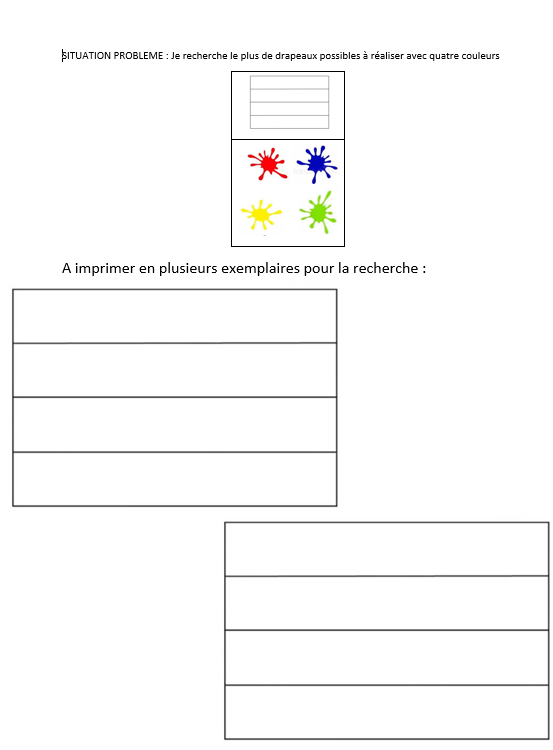 SITUATION PROBLEME : Je recherche le plus de drapeaux possibles à réaliser avec quatre couleurs
A imprimer en plusieurs exemplaires pour la recherche :